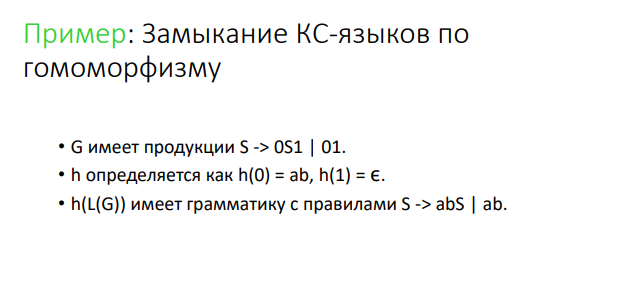 Пример: Замыкание КС-языков по
гомоморфизму
• G имеет продукции S -> 0S1 | 01.
• h определяется как h(0) = ab, h(1) = ϵ.
• h(L(G)) имеет грамматику с правилами S -> abS | ab.